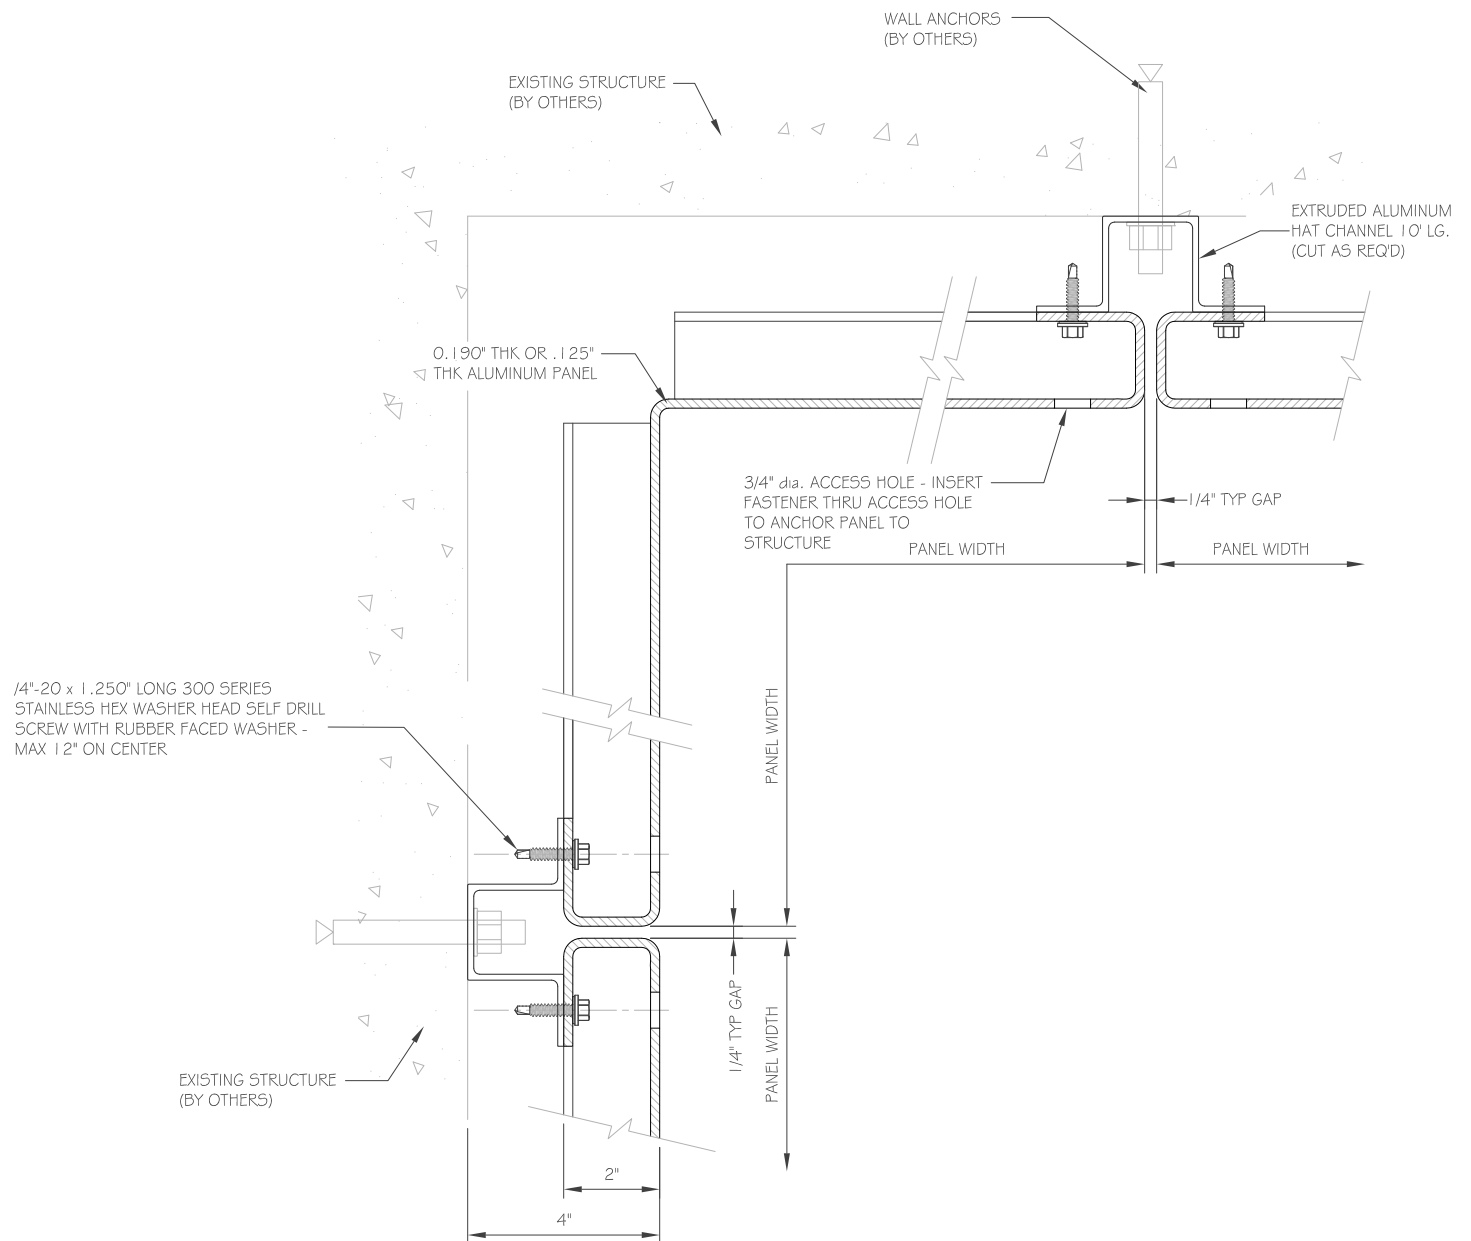 WALL ANCHORS
(BY OTHERS)
EXISTING STRUCTURE
(BY OTHERS)
EXTRUDED ALUMINUM
HAT CHANNEL 10' LG.
(CUT AS REQ'D)
0.190" THK OR .125"
THK ALUMINUM PANEL
3/4" dia. ACCESS HOLE - INSERT
FASTENER THRU ACCESS HOLE
TO ANCHOR PANEL TO
STRUCTURE
1/4" TYP GAP
PANEL WIDTH
PANEL WIDTH
/4"-20 x 1.250" LONG 300 SERIES
STAINLESS HEX WASHER HEAD SELF DRILL
SCREW WITH RUBBER FACED WASHER -
MAX 12" ON CENTER
PANEL WIDTH
1/4" TYP GAP
PANEL WIDTH
EXISTING STRUCTURE
(BY OTHERS)
2"
4"